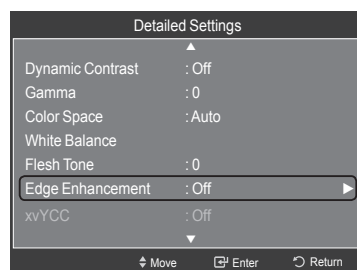 Detailed Settings
Dynamic Contrast : Off
Gamma : 0
Color Space : Auto
White Balance
Flesh Tone : 0
Edge Enhancement : Off
xvYCC : Off
Move Enter Return